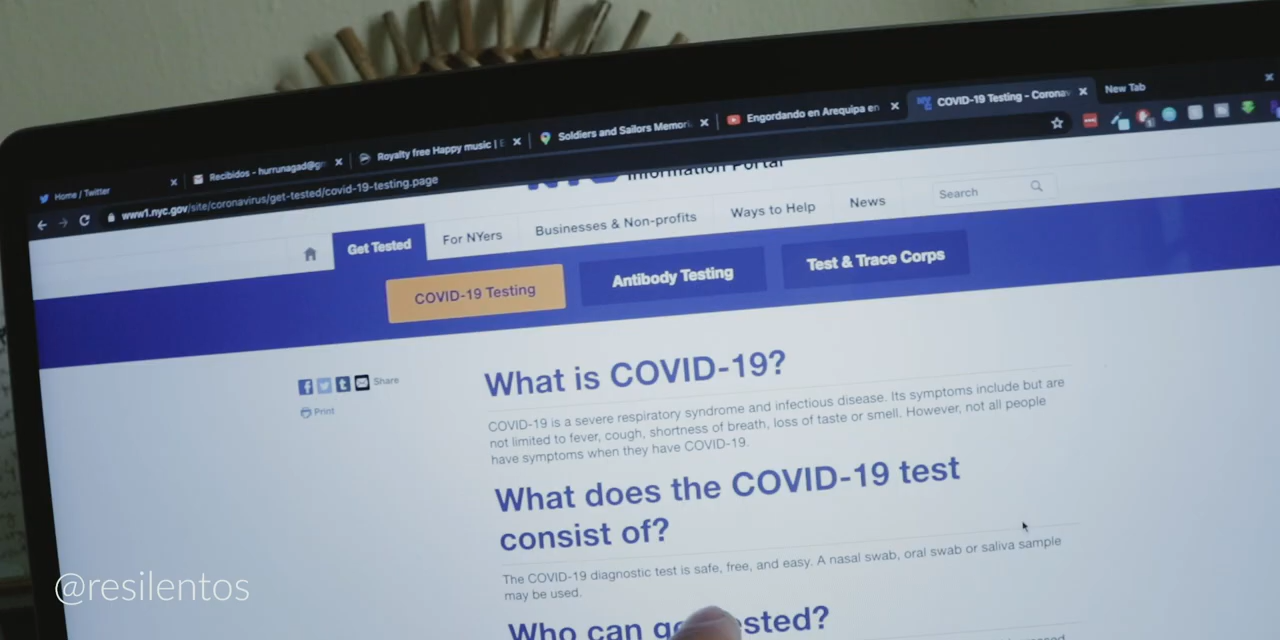 Home / Twitter
Recibidos - hurrunagad@g
Royalty free Happy music |
Soldiers and Sailors Memori
Engordando en Arequipa en
COVID-19 Testing - Coronav
New Tab
www1.nyc.gov/site/coronavirus/get-tested/covid-19-testing.page
Information Portal
Get Tested
For NYers
Businesses & Non-profits
Ways to Help
News
Search
COVID-19 Testing
Antibody Testing
Test & Trace Corps
Share
Print
What is COVID-19?
COVID-19 is a severe respiratory syndrome and infectious disease. Its symptoms include but are
not limited to fever, cough, shortness of breath, loss of taste or smell. However, not all people
have symptoms when they have COVID-19.
What does the COVID-19 test
consist of?
The COVID-19 diagnostic test is safe, free, and easy. A nasal swab, oral swab or saliva sample
may be used.
Who can ge sted?
@resilentos